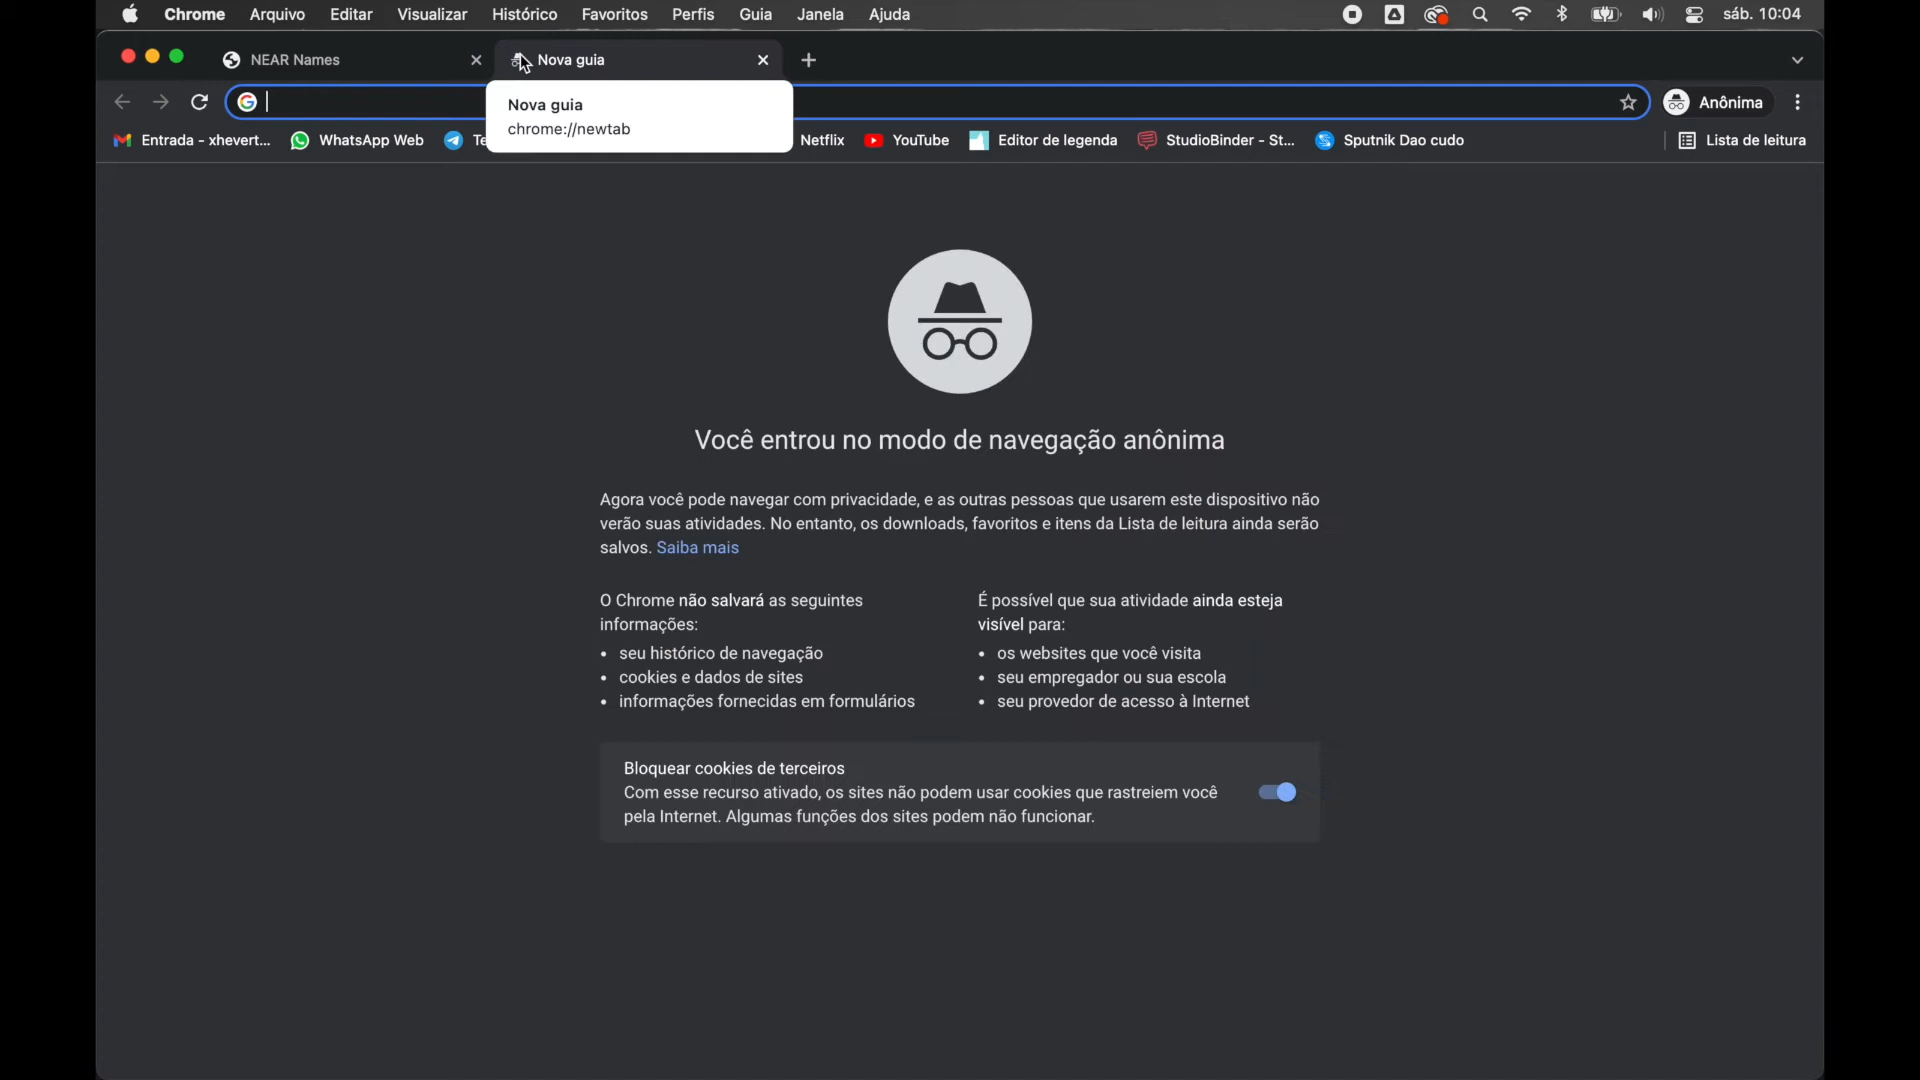 Chrome Arquivo Editar Visualizar Histórico Favoritos Perfis Guia Janela Ajuda sáb. 10:04
NEAR Names Nova guia
Anônima
Nova guia
chrome://newtab
Entrada - xhevert... WhatsApp Web Te Netflix YouTube Editor de legenda StudioBinder - St... Sputnik Dao cudo Lista de leitura
Você entrou no modo de navegação anônima
Agora você pode navegar com privacidade, e as outras pessoas que usarem este dispositivo não
verão suas atividades. No entanto, os downloads, favoritos e itens da Lista de leitura ainda serão
salvos. Saiba mais
O Chrome não salvará as seguintes
informações:
• seu histórico de navegação
• cookies e dados de sites
• informações fornecidas em formulários
É possível que sua atividade ainda esteja
visível para:
• os websites que você visita
• seu empregador ou sua escola
• seu provedor de acesso à Internet
Bloquear cookies de terceiros
Com esse recurso ativado, os sites não podem usar cookies que rastreiem você
pela Internet. Algumas funções dos sites podem não funcionar.